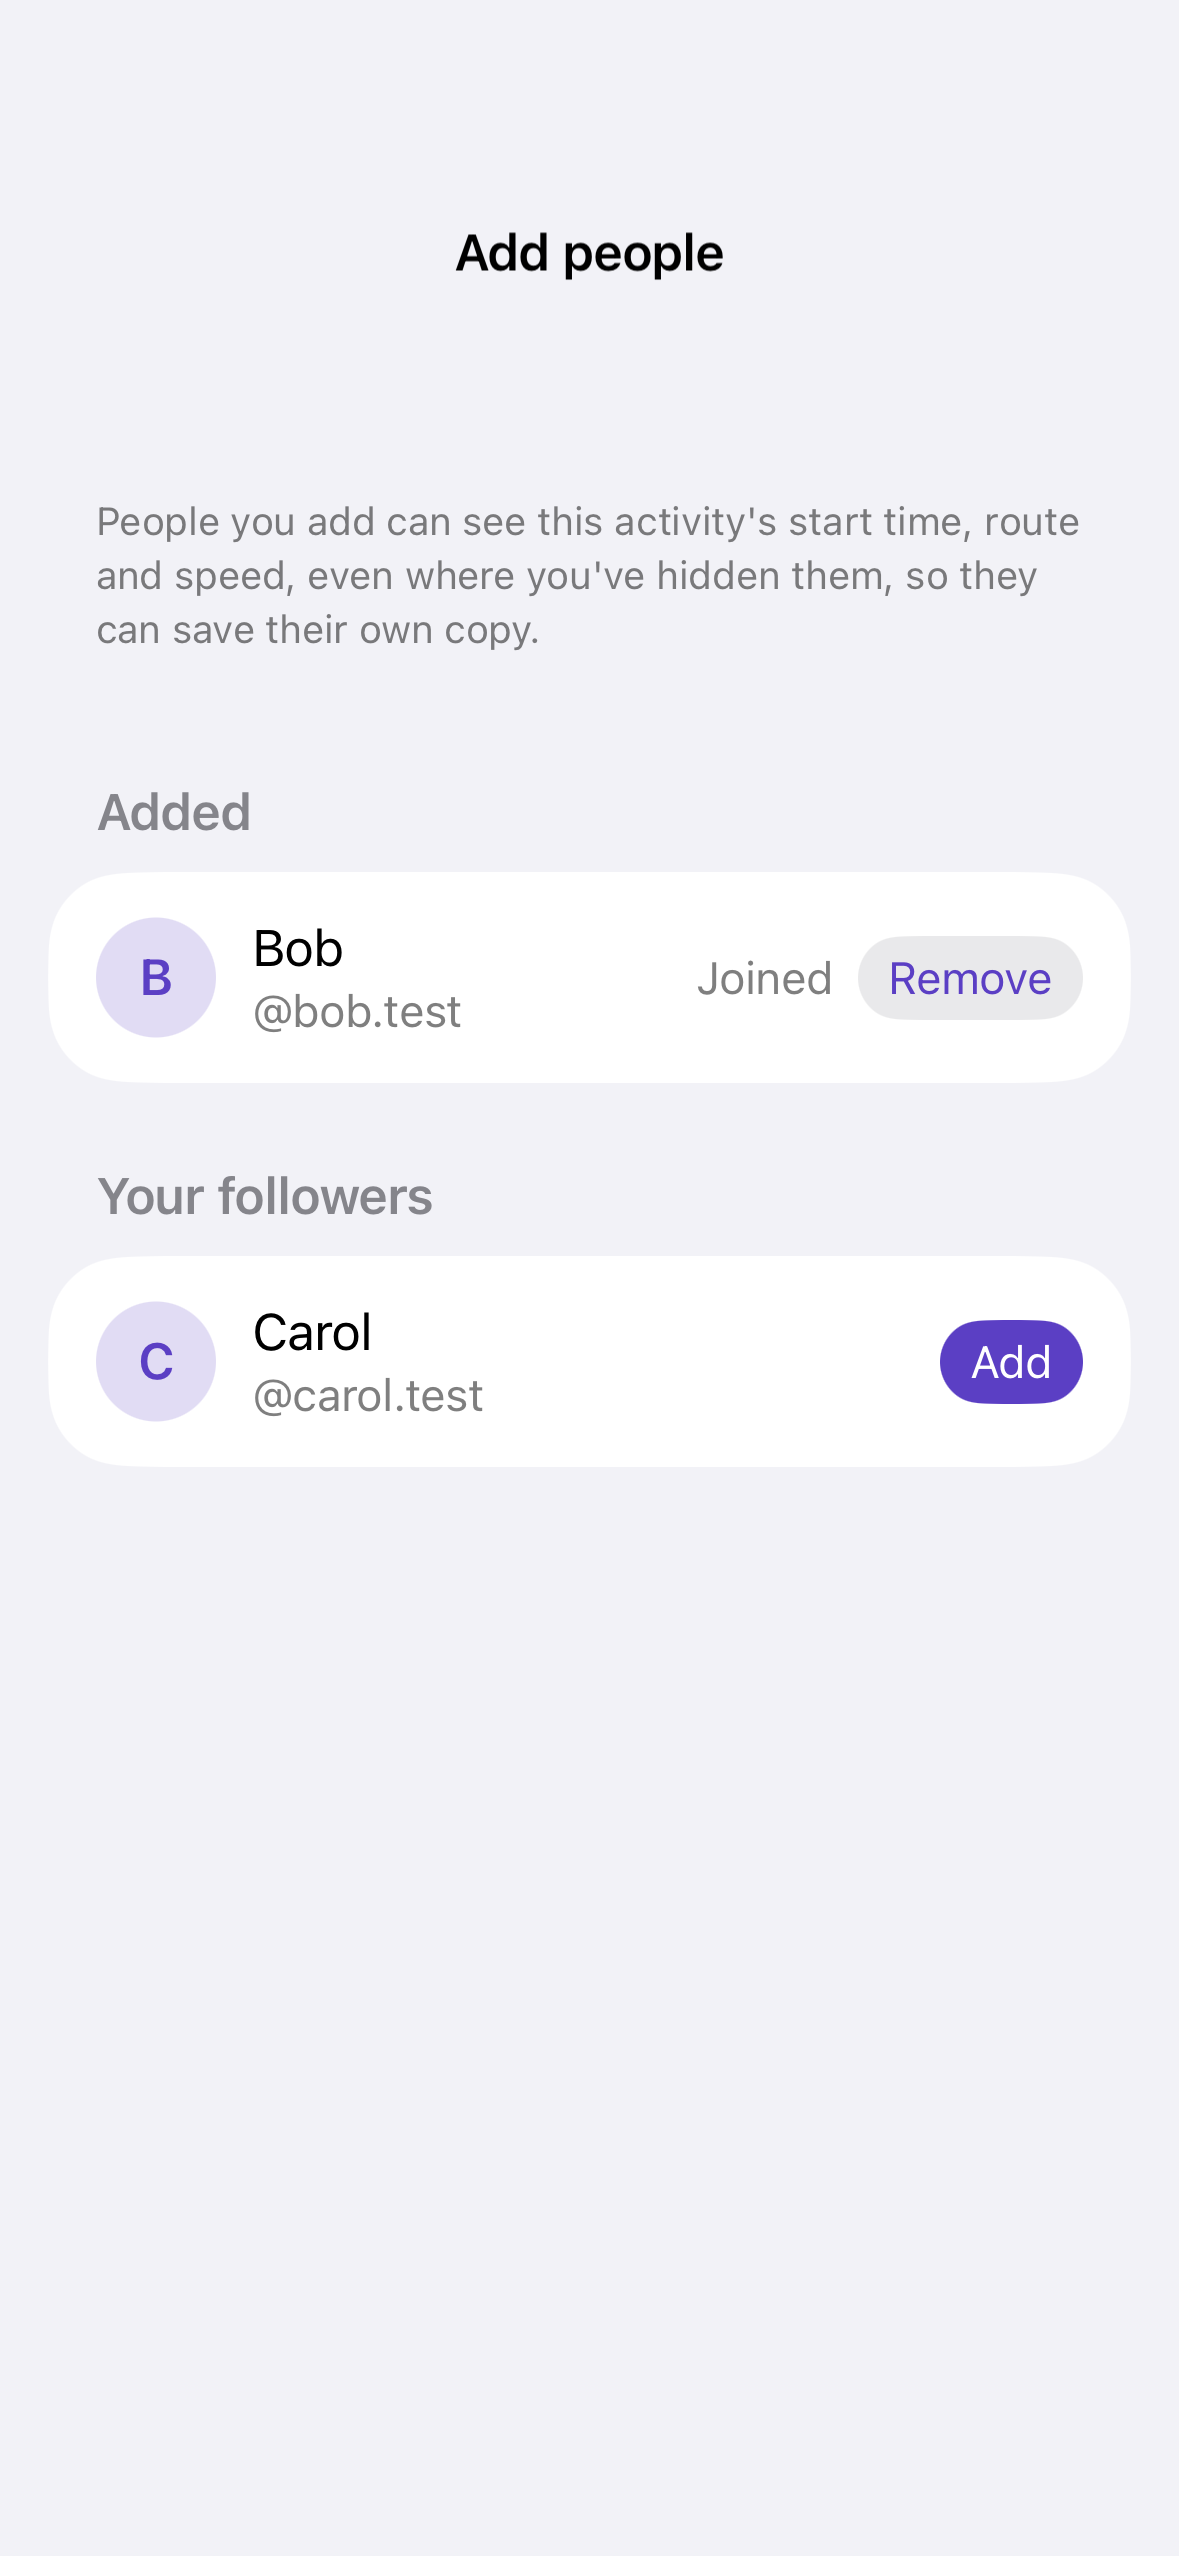 Add people
People you add can see this activity's start time, route
and speed, even where you've hidden them, so they
can save their own copy.
Added
B
Bob
@bob.test
Joined
Remove
Your followers
C
Carol
@carol.test
Add